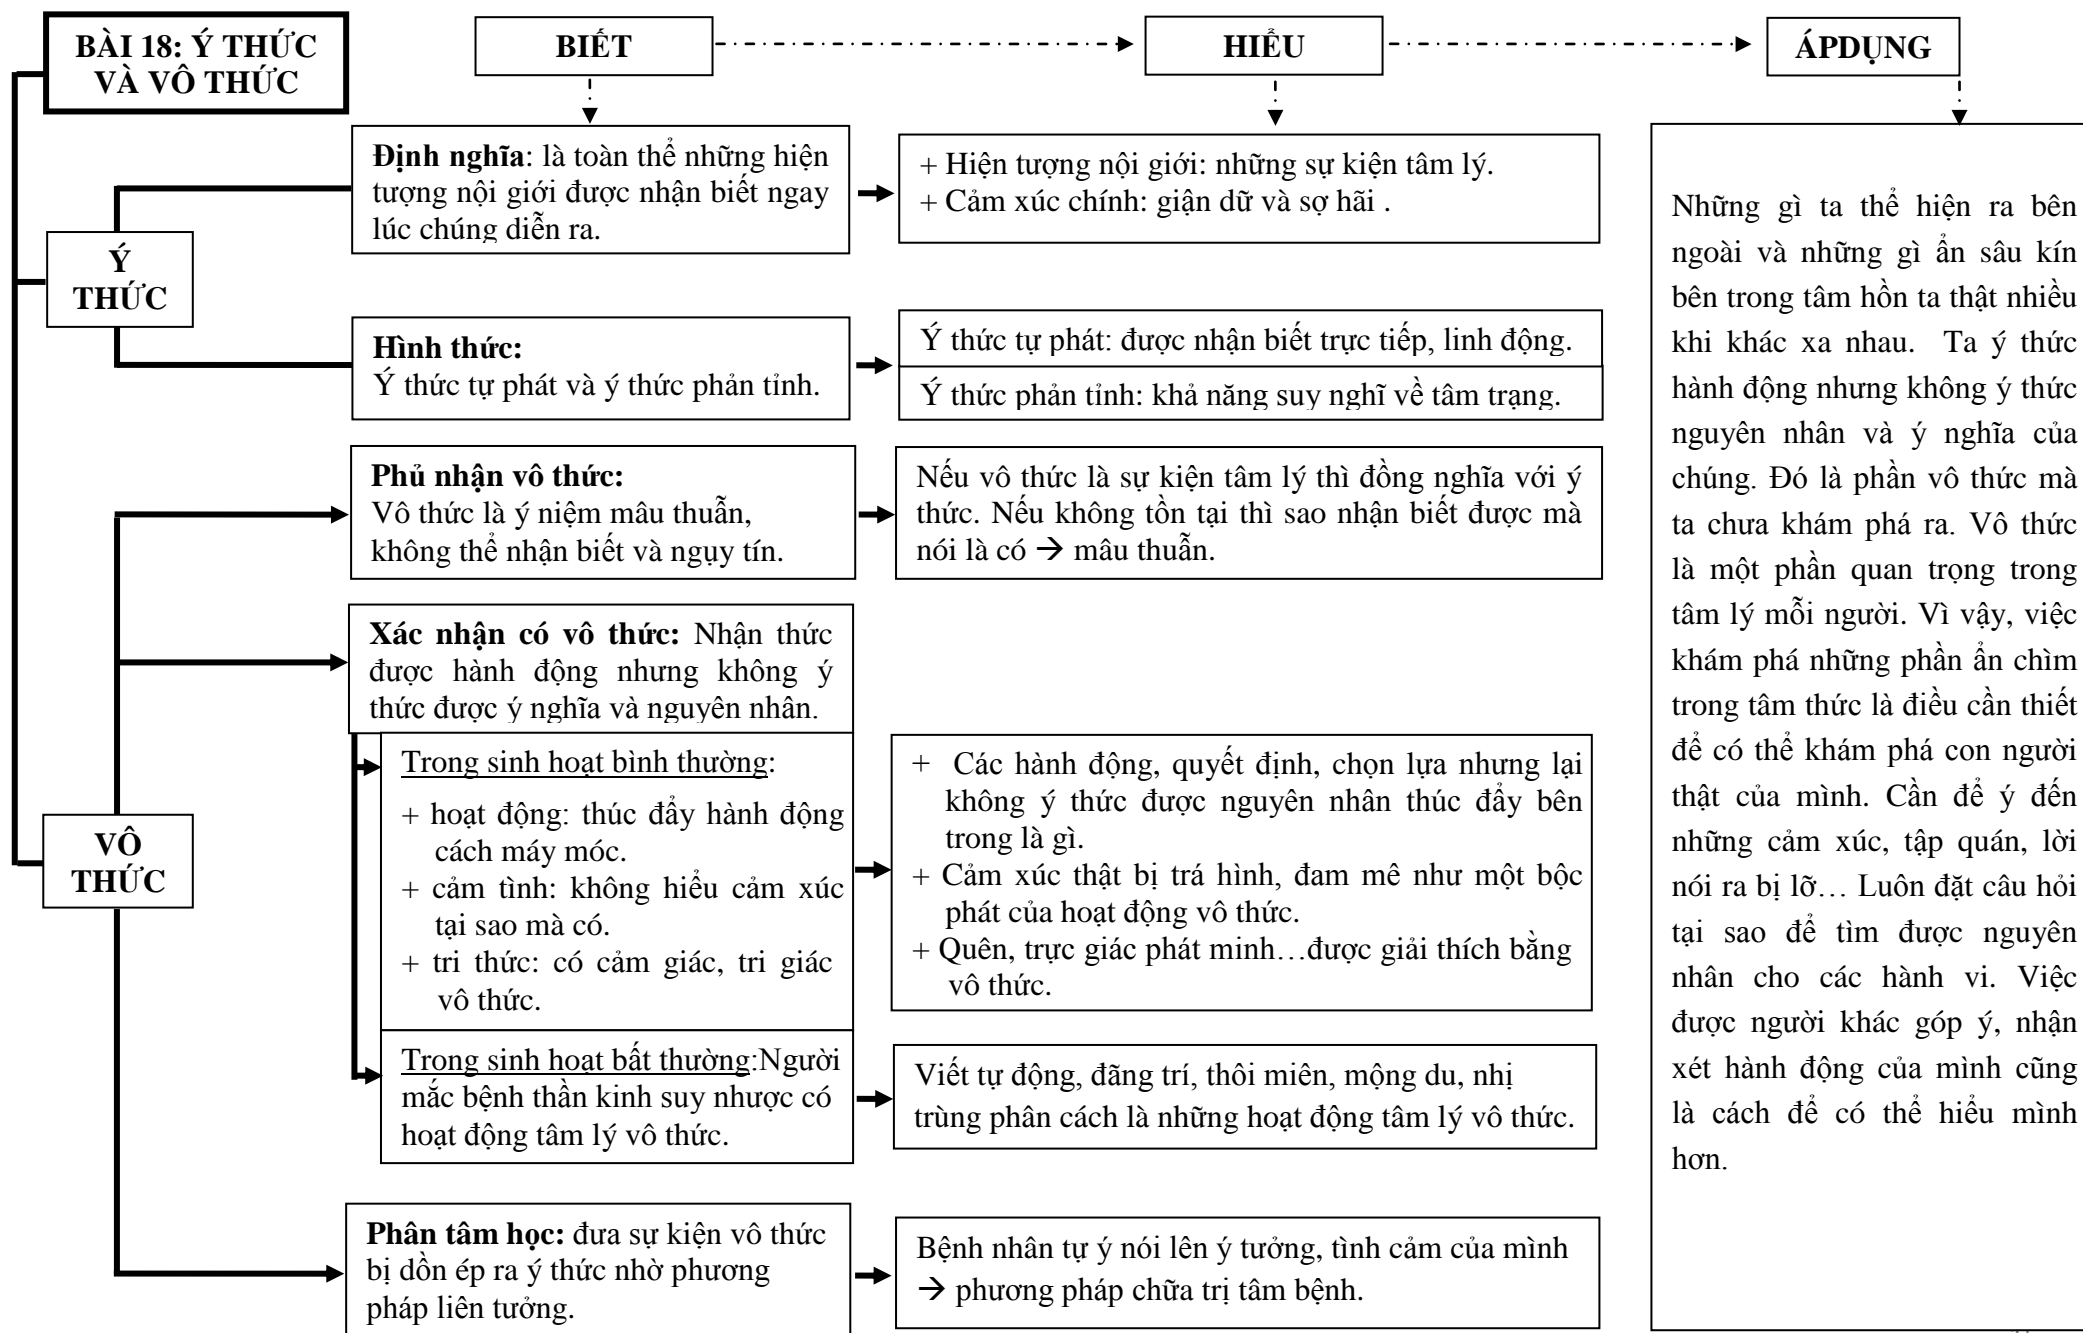 BÀI 18: Ý THỨC
VÀ VÔ THỨC
BIẾT
HIỂU
ÁPDỤNG
Ý
THỨC
Định nghĩa: là toàn thể những hiện
tượng nội giới được nhận biết ngay
lúc chúng diễn ra.
+ Hiện tượng nội giới: những sự kiện tâm lý.
+ Cảm xúc chính: giận dữ và sợ hãi .
Hình thức:
Ý thức tự phát và ý thức phản tỉnh.
Ý thức tự phát: được nhận biết trực tiếp, linh động.
Ý thức phản tỉnh: khả năng suy nghĩ về tâm trạng.
VÔ
THỨC
Phủ nhận vô thức:
Vô thức là ý niệm mâu thuẫn,
không thể nhận biết và ngụy tín.
Nếu vô thức là sự kiện tâm lý thì đồng nghĩa với ý
thức. Nếu không tồn tại thì sao nhận biết được mà
nói là có → mâu thuẫn.
Xác nhận có vô thức: Nhận thức
được hành động nhưng không ý
thức được ý nghĩa và nguyên nhân.
Trong sinh hoạt bình thường:
+ hoạt động: thúc đẩy hành động
cách máy móc.
+ cảm tình: không hiểu cảm xúc
tại sao mà có.
+ tri thức: có cảm giác, tri giác
vô thức.
+ Các hành động, quyết định, chọn lựa nhưng lại
không ý thức được nguyên nhân thúc đẩy bên
trong là gì.
+ Cảm xúc thật bị trá hình, đam mê như một bộc
phát của hoạt động vô thức.
+ Quên, trực giác phát minh…được giải thích bằng
vô thức.
Trong sinh hoạt bất thường:Người
mắc bệnh thần kinh suy nhược có
hoạt động tâm lý vô thức.
Viết tự động, đãng trí, thôi miên, mộng du, nhị
trùng phân cách là những hoạt động tâm lý vô thức.
Phân tâm học: đưa sự kiện vô thức
bị dồn ép ra ý thức nhờ phương
pháp liên tưởng.
Bệnh nhân tự ý nói lên ý tưởng, tình cảm của mình
→ phương pháp chữa trị tâm bệnh.
Những gì ta thể hiện ra bên
ngoài và những gì ẩn sâu kín
bên trong tâm hồn ta thật nhiều
khi khác xa nhau. Ta ý thức
hành động nhưng không ý thức
nguyên nhân và ý nghĩa của
chúng. Đó là phần vô thức mà
ta chưa khám phá ra. Vô thức
là một phần quan trọng trong
tâm lý mỗi người. Vì vậy, việc
khám phá những phần ẩn chìm
trong tâm thức là điều cần thiết
để có thể khám phá con người
thật của mình. Cần để ý đến
những cảm xúc, tập quán, lời
nói ra bị lỡ… Luôn đặt câu hỏi
tại sao để tìm được nguyên
nhân cho các hành vi. Việc
được người khác góp ý, nhận
xét hành động của mình cũng
là cách để có thể hiểu mình
hơn.